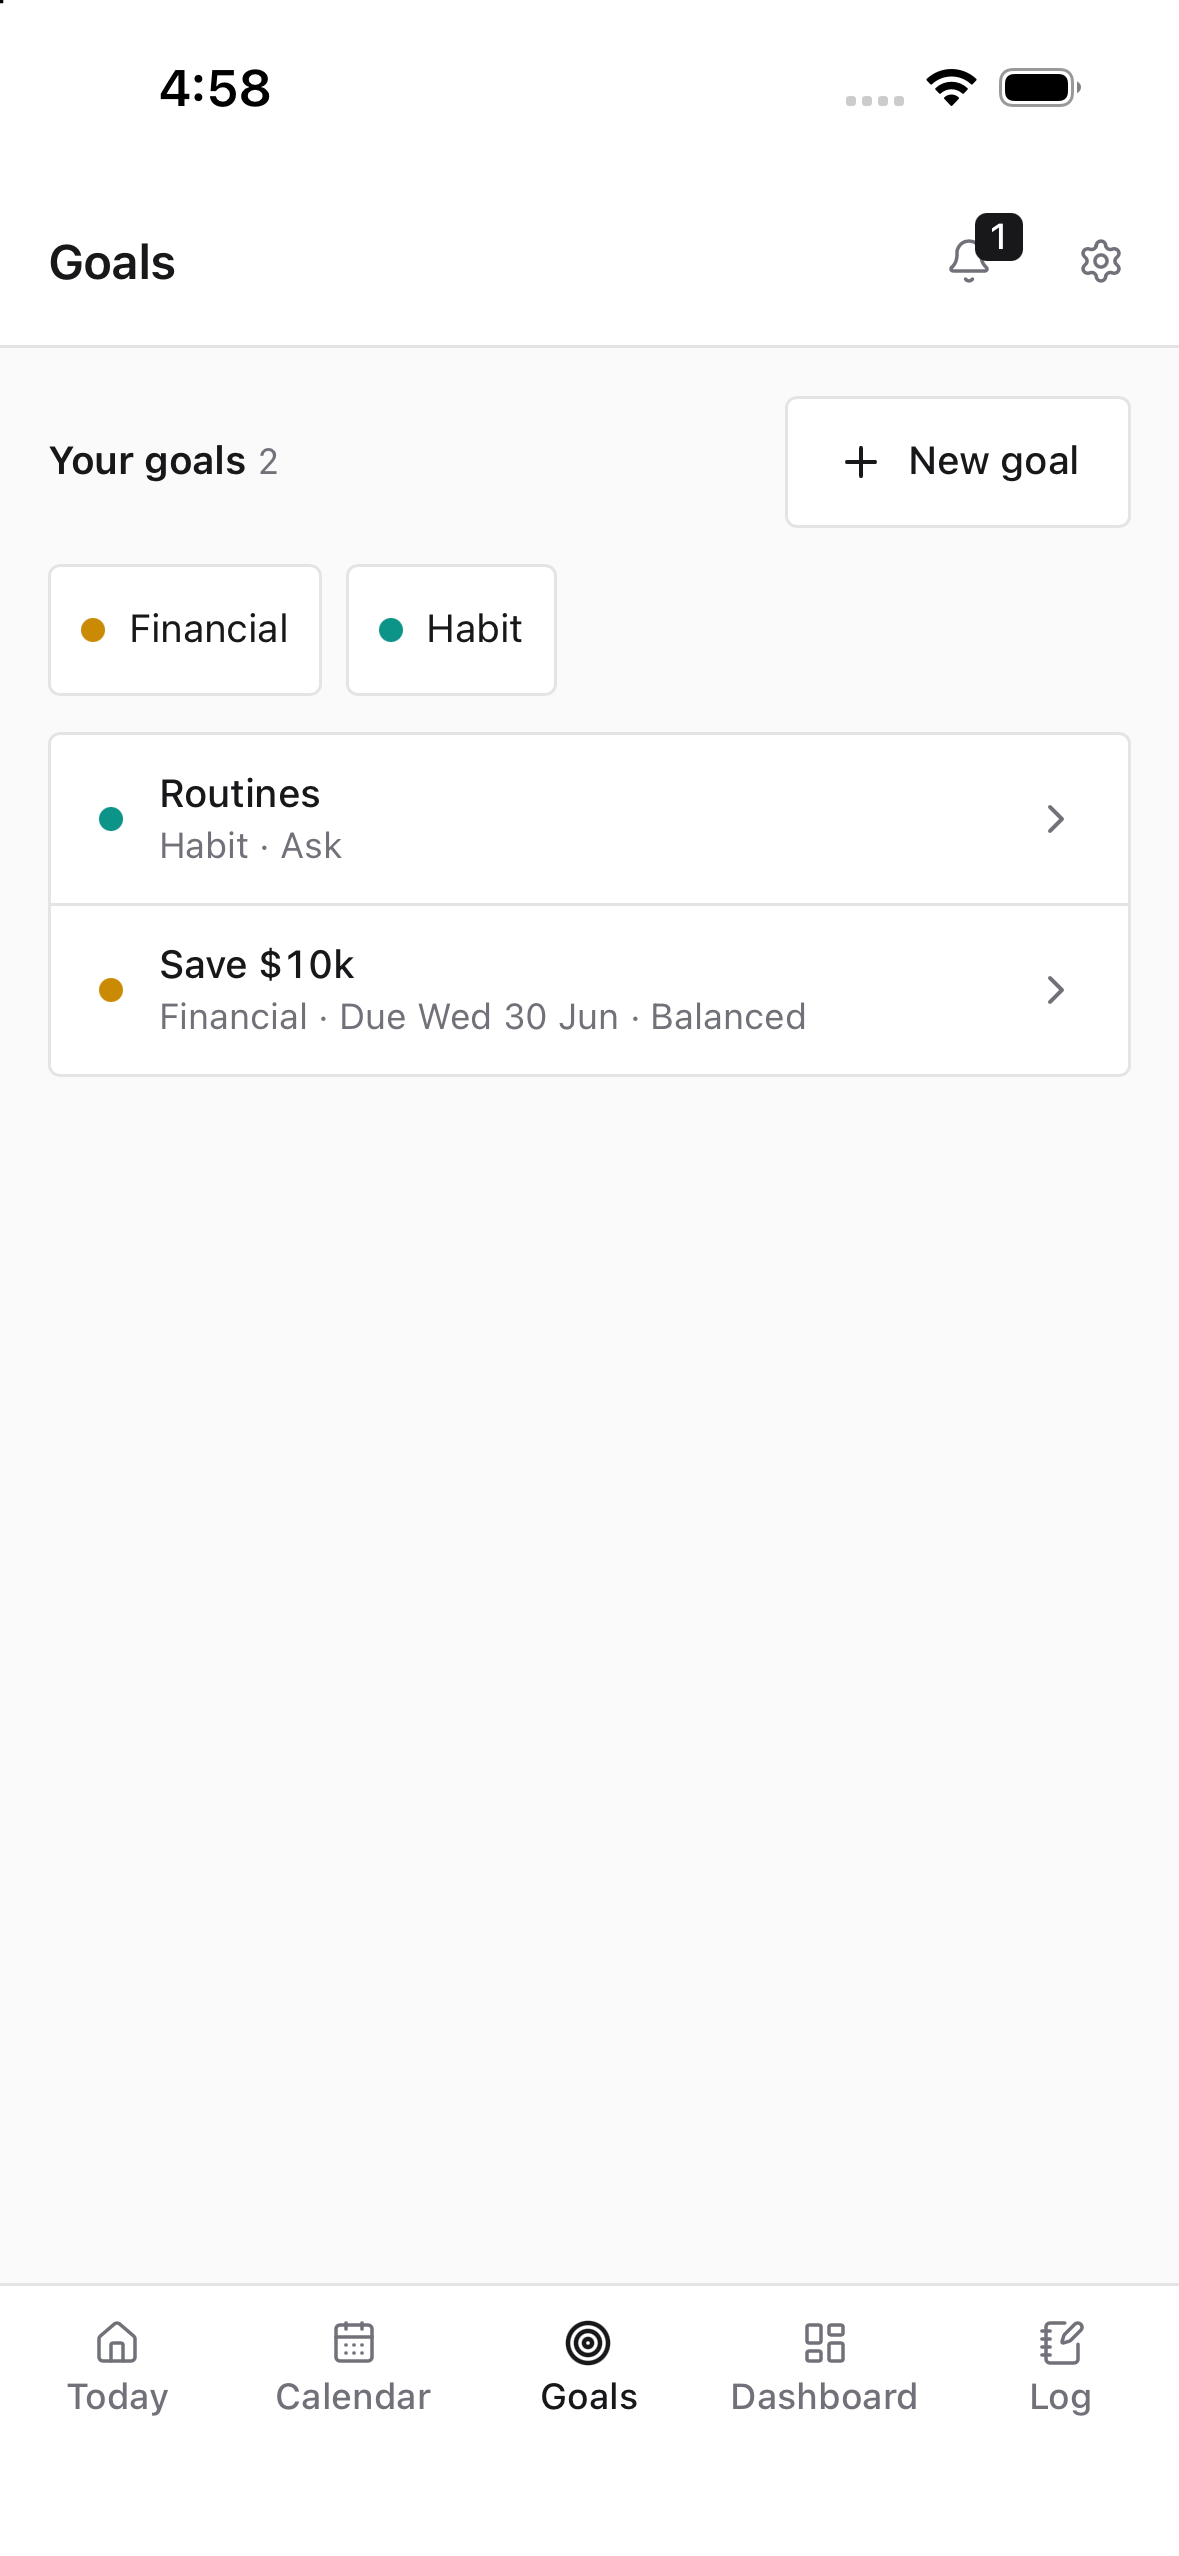 4:58
Goals
1
Your goals 2
New goal
Financial
Habit
Routines
Habit · Ask
Save $10k
Financial · Due Wed 30 Jun · Balanced
Today
Calendar
Goals
Dashboard
Log